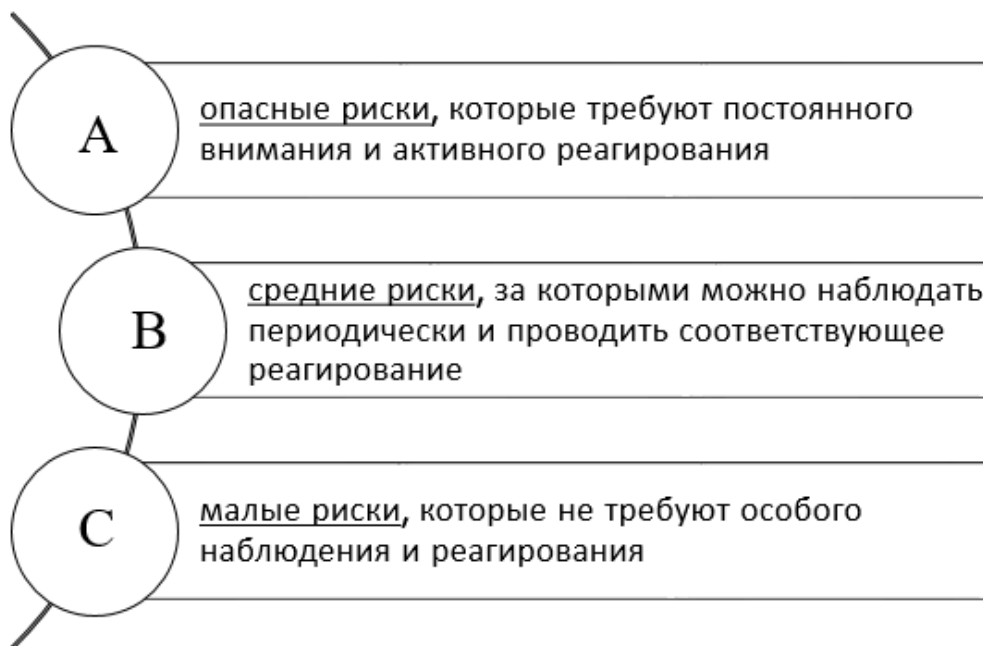 A
опасные риски, которые требуют постоянного
внимания и активного реагирования
B
средние риски, за которыми можно наблюдать
периодически и проводить соответствующее
реагирование
C
малые риски, которые не требуют особого
наблюдения и реагирования